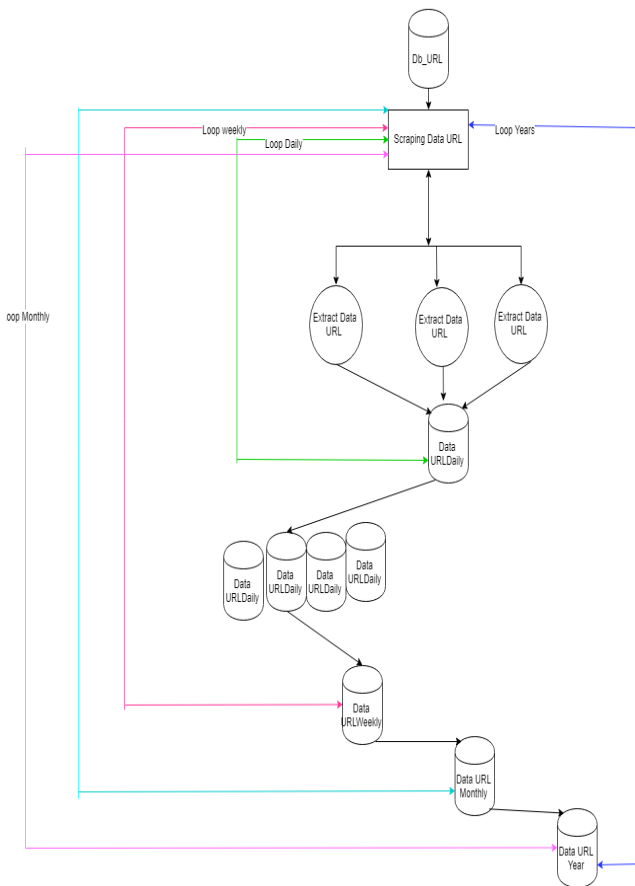 Db_URL
Scraping Data URL
Loop weekly
Loop Years
Loop Daily
oop Monthly
Extract Data
URL
Extract Data
URL
Extract Data
URL
Data
URLDaily
Data
URLDaily
Data
URLDaily
Data
URLDaily
Data
URLDaily
Data
URLWeekly
Data URL
Monthly
Data URL
Year